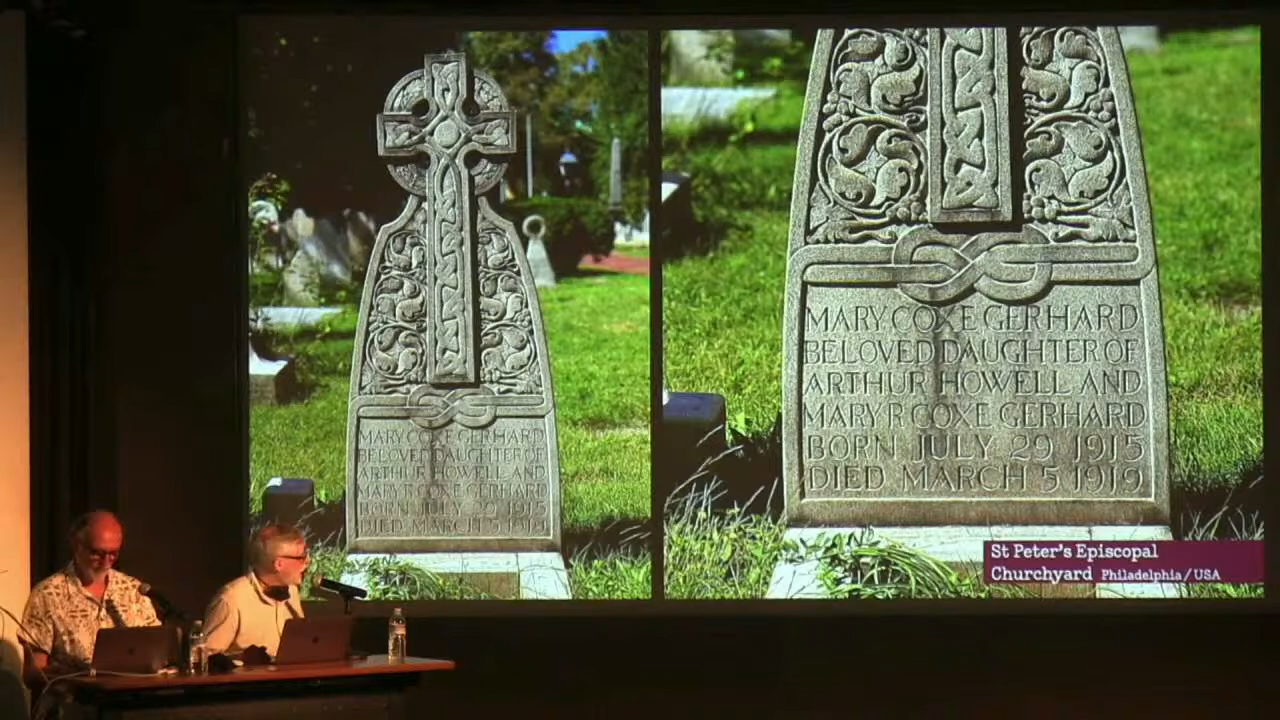 MARY COXE GERHARD
BELOVED DAUGHTER OF
ARTHUR HOWELL AND
MARY R COXE GERHARD
BORN JULY 29 1915
DIED MARCH 5 1919
MARY COXE GERHARD
BELOVED DAUGHTER OF
ARTHUR HOWELL AND
MARY R COXE GERHARD
BORN JULY 29 1915
DIED MARCH 5 1919
St Peter's Episcopal
Churchyard Philadelphia/USA